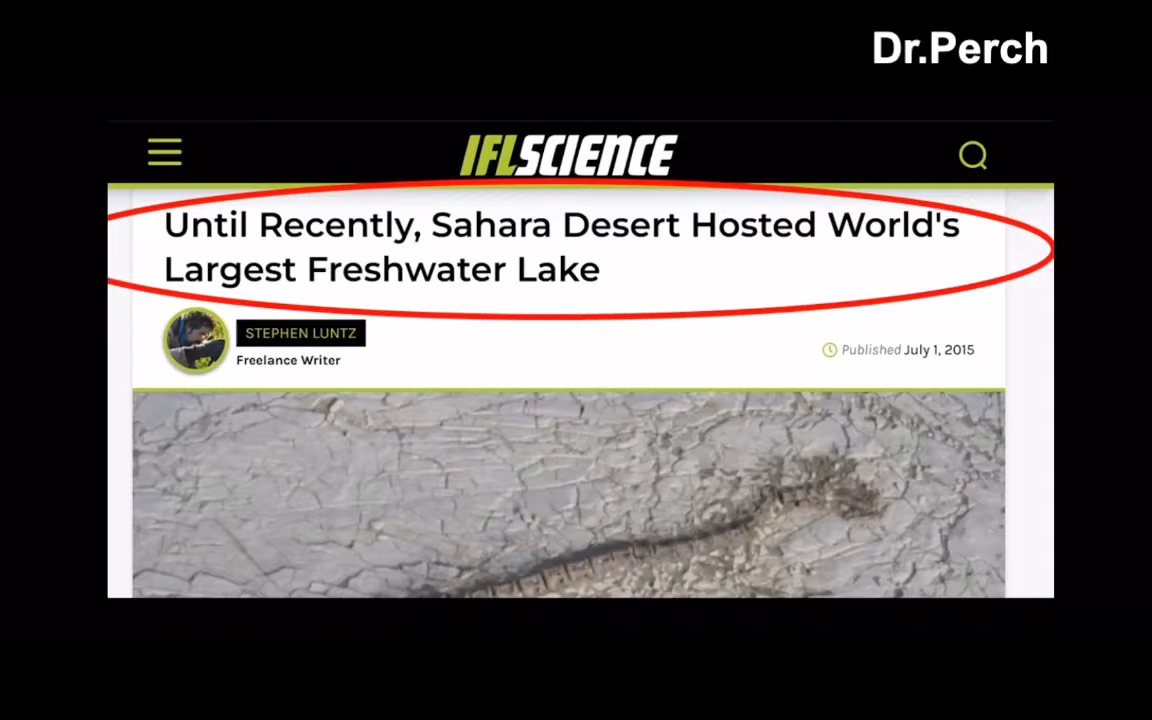 Dr.Perch
IFLSCIENCE
Until Recently, Sahara Desert Hosted World's
Largest Freshwater Lake
STEPHEN LUNTZ
Freelance Writer
Published July 1, 2015